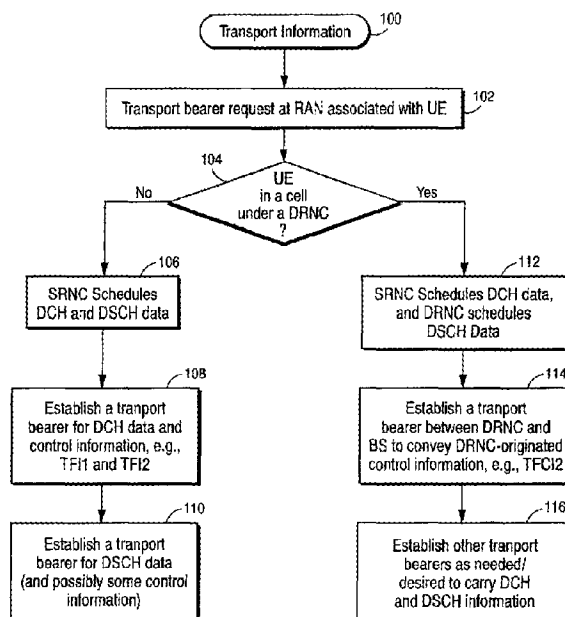 Transport Information
100
Transport bearer request at RAN associated with UE
102
104
UE
in a cell
under a DRNC
?
No
Yes
106
SRNC Schedules
DCH and DSCH data
112
SRNC Schedules DCH data,
and DRNC schedules
DSCH Data
108
Establish a tranport
bearer for DCH data and
control information, e.g.,
TFI1 and TFI2
114
Establish a tranport
bearer between DRNC and
BS to convey DRNC-originated
control information, e.g., TFCI2
110
Establish a tranport
bearer for DSCH data
(and possibly some control
information)
116
Establish other tranport
bearers as needed/
desired to carry DCH
and DSCH information